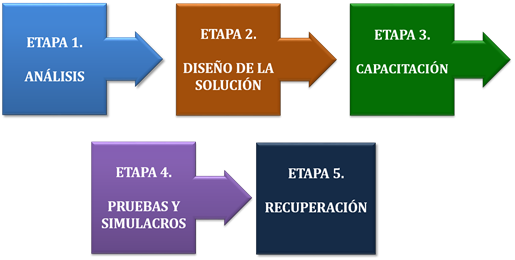 ETAPA 1.
ANÁLISIS
ETAPA 2.
DISEÑO DE LA
SOLUCIÓN
ETAPA 3.
CAPACITACIÓN
ETAPA 4.
PRUEBAS Y
SIMULACROS
ETAPA 5.
RECUPERACIÓN